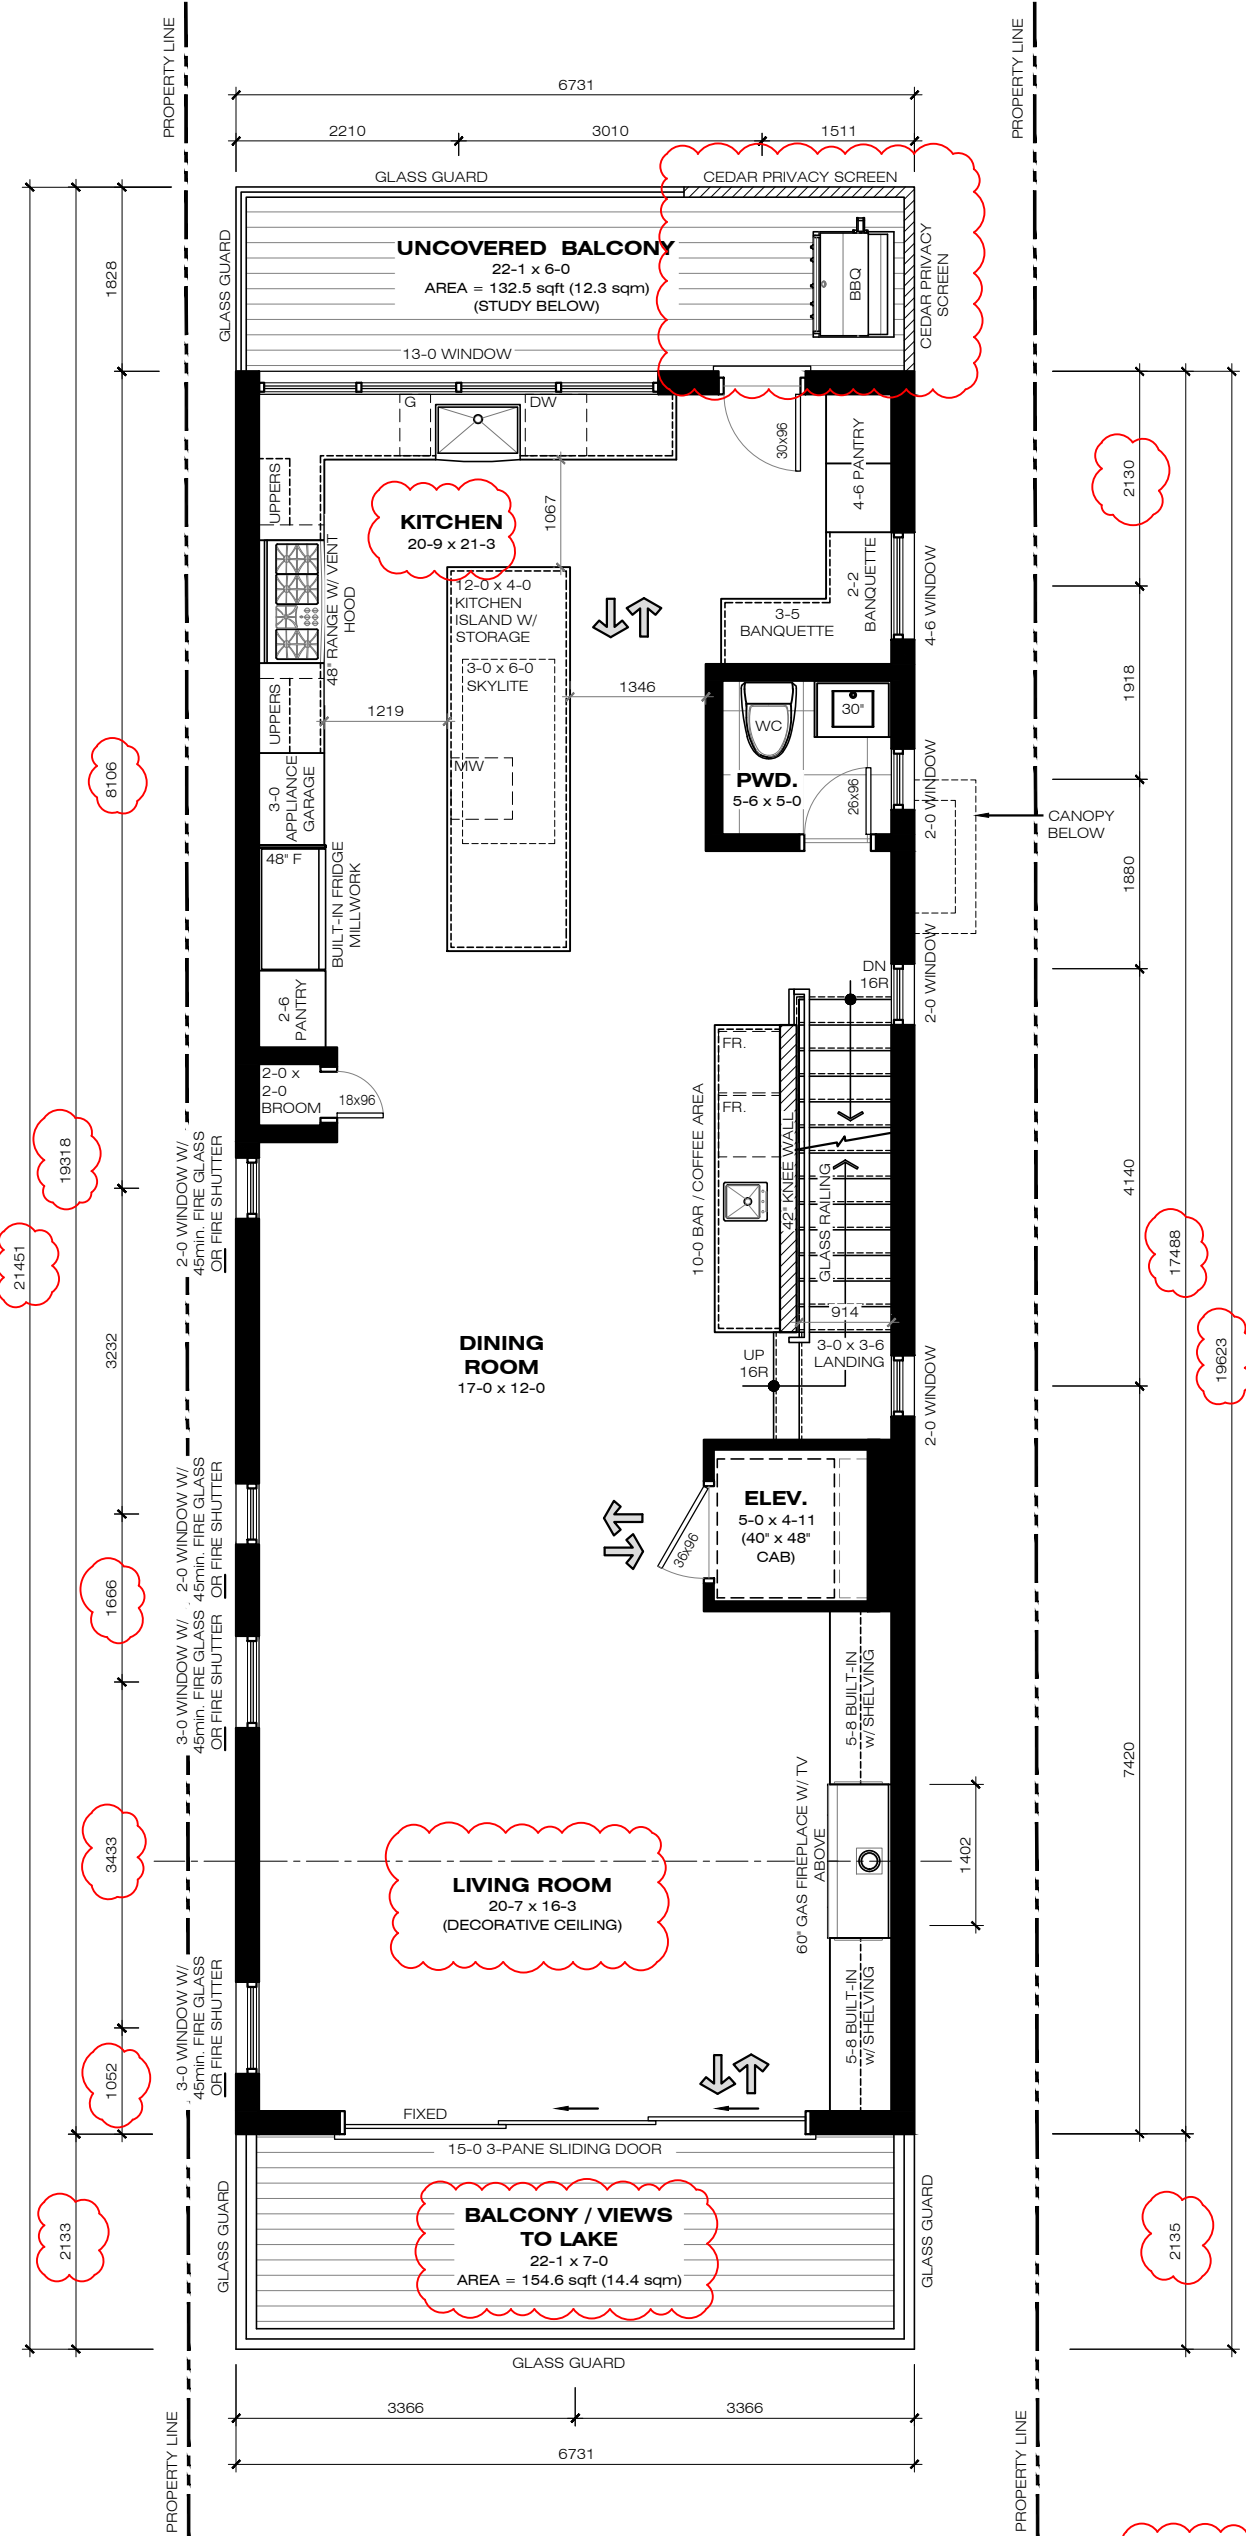 PROPERTY LINE
PROPERTY LINE
6731
2210
3010
1511
GLASS GUARD
CEDAR PRIVACY SCREEN
GLASS GUARD
UNCOVERED BALCONY
22-1 x 6-0
AREA = 132.5 sqft (12.3 sqm)
(STUDY BELOW)
BBQ
CEDAR PRIVACY
SCREEN
1828
13-0 WINDOW
G
DW
30x96
4-6 PANTRY
2130
UPPERS
KITCHEN
20-9 x 21-3
1067
48" RANGE W/ VENT
HOOD
12-0 x 4-0
KITCHEN
ISLAND W/
STORAGE
2-2
BANQUETTE
3-5
BANQUETTE
4-6 WINDOW
3-0 x 6-0
SKYLITE
1346
1918
UPPERS
1219
WC
30"
PWD.
5-6 x 5-0
26x96
2-0 WINDOW
8106
MW
3-0
APPLIANCE
GARAGE
CANOPY
BELOW
48" F
BUILT-IN FRIDGE
MILLWORK
1880
DN
16R
2-0 WINDOW
2-6
PANTRY
2-0 x
2-0
BROOM
18x96
FR.
FR.
10-0 BAR / COFFEE AREA
42" KNEE WALL
GLASS RAILING
19318
2-0 WINDOW W/
45min. FIRE GLASS
OR FIRE SHUTTER
4140
21451
17488
3232
DINING
ROOM
17-0 x 12-0
914
UP
16R
3-0 x 3-6
LANDING
2-0 WINDOW
19623
2-0 WINDOW W/
45min. FIRE GLASS
OR FIRE SHUTTER
ELEV.
5-0 x 4-11
(40" x 48"
CAB)
36x96
1666
3-0 WINDOW W/
45min. FIRE GLASS
OR FIRE SHUTTER
5-8 BUILT-IN
w/ SHELVING
7420
60" GAS FIREPLACE W/ TV
ABOVE
1402
3433
LIVING ROOM
20-7 x 16-3
(DECORATIVE CEILING)
3-0 WINDOW W/
45min. FIRE GLASS
OR FIRE SHUTTER
5-8 BUILT-IN
w/ SHELVING
1052
FIXED
15-0 3-PANE SLIDING DOOR
GLASS GUARD
BALCONY / VIEWS
TO LAKE
22-1 x 7-0
AREA = 154.6 sqft (14.4 sqm)
GLASS GUARD
2133
2135
GLASS GUARD
3366
3366
6731
PROPERTY LINE
PROPERTY LINE